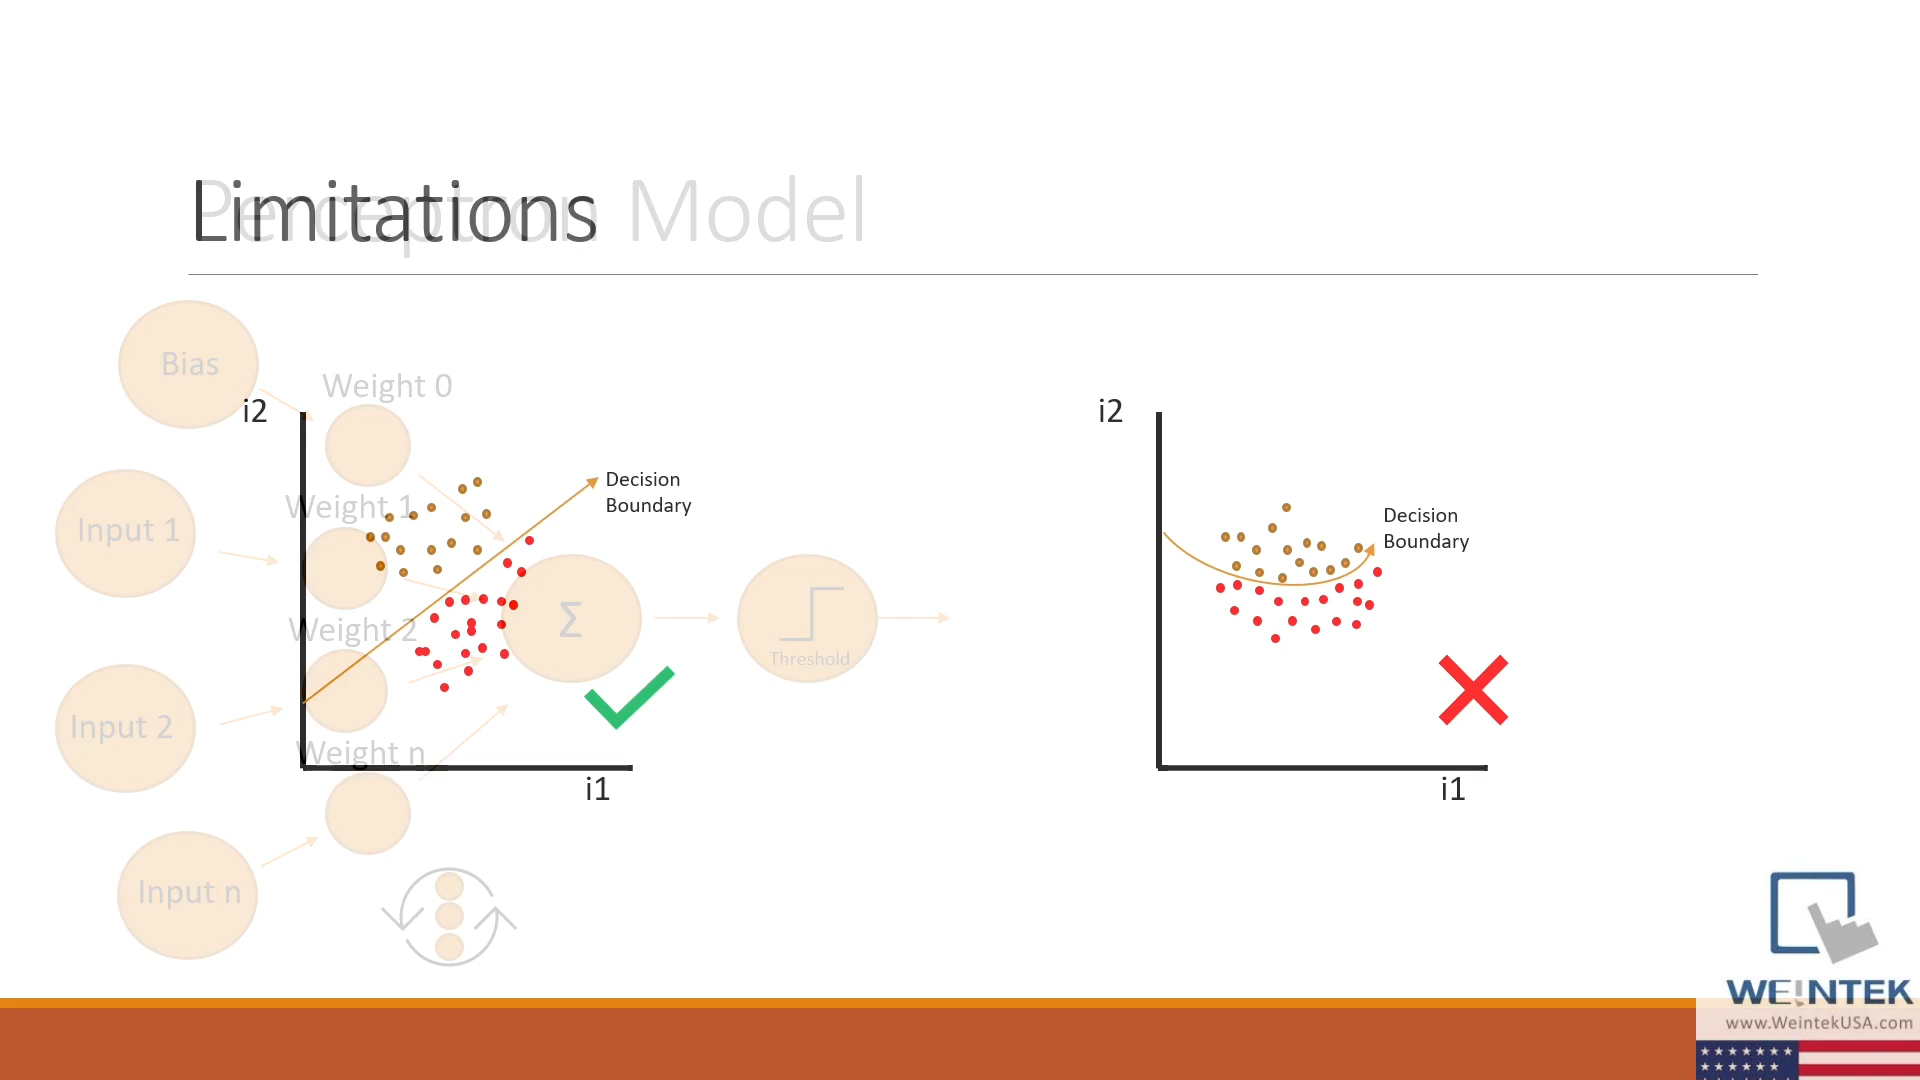 Limitations
Perceptron Model
Bias
Weight 0
i2
Weight 1
Input 1
Decision
Boundary
Σ
Threshold
Weight 2
Input 2
Weight n
i1
Input n
i2
Decision
Boundary
i1
WEINTEK
www.WeintekUSA.com